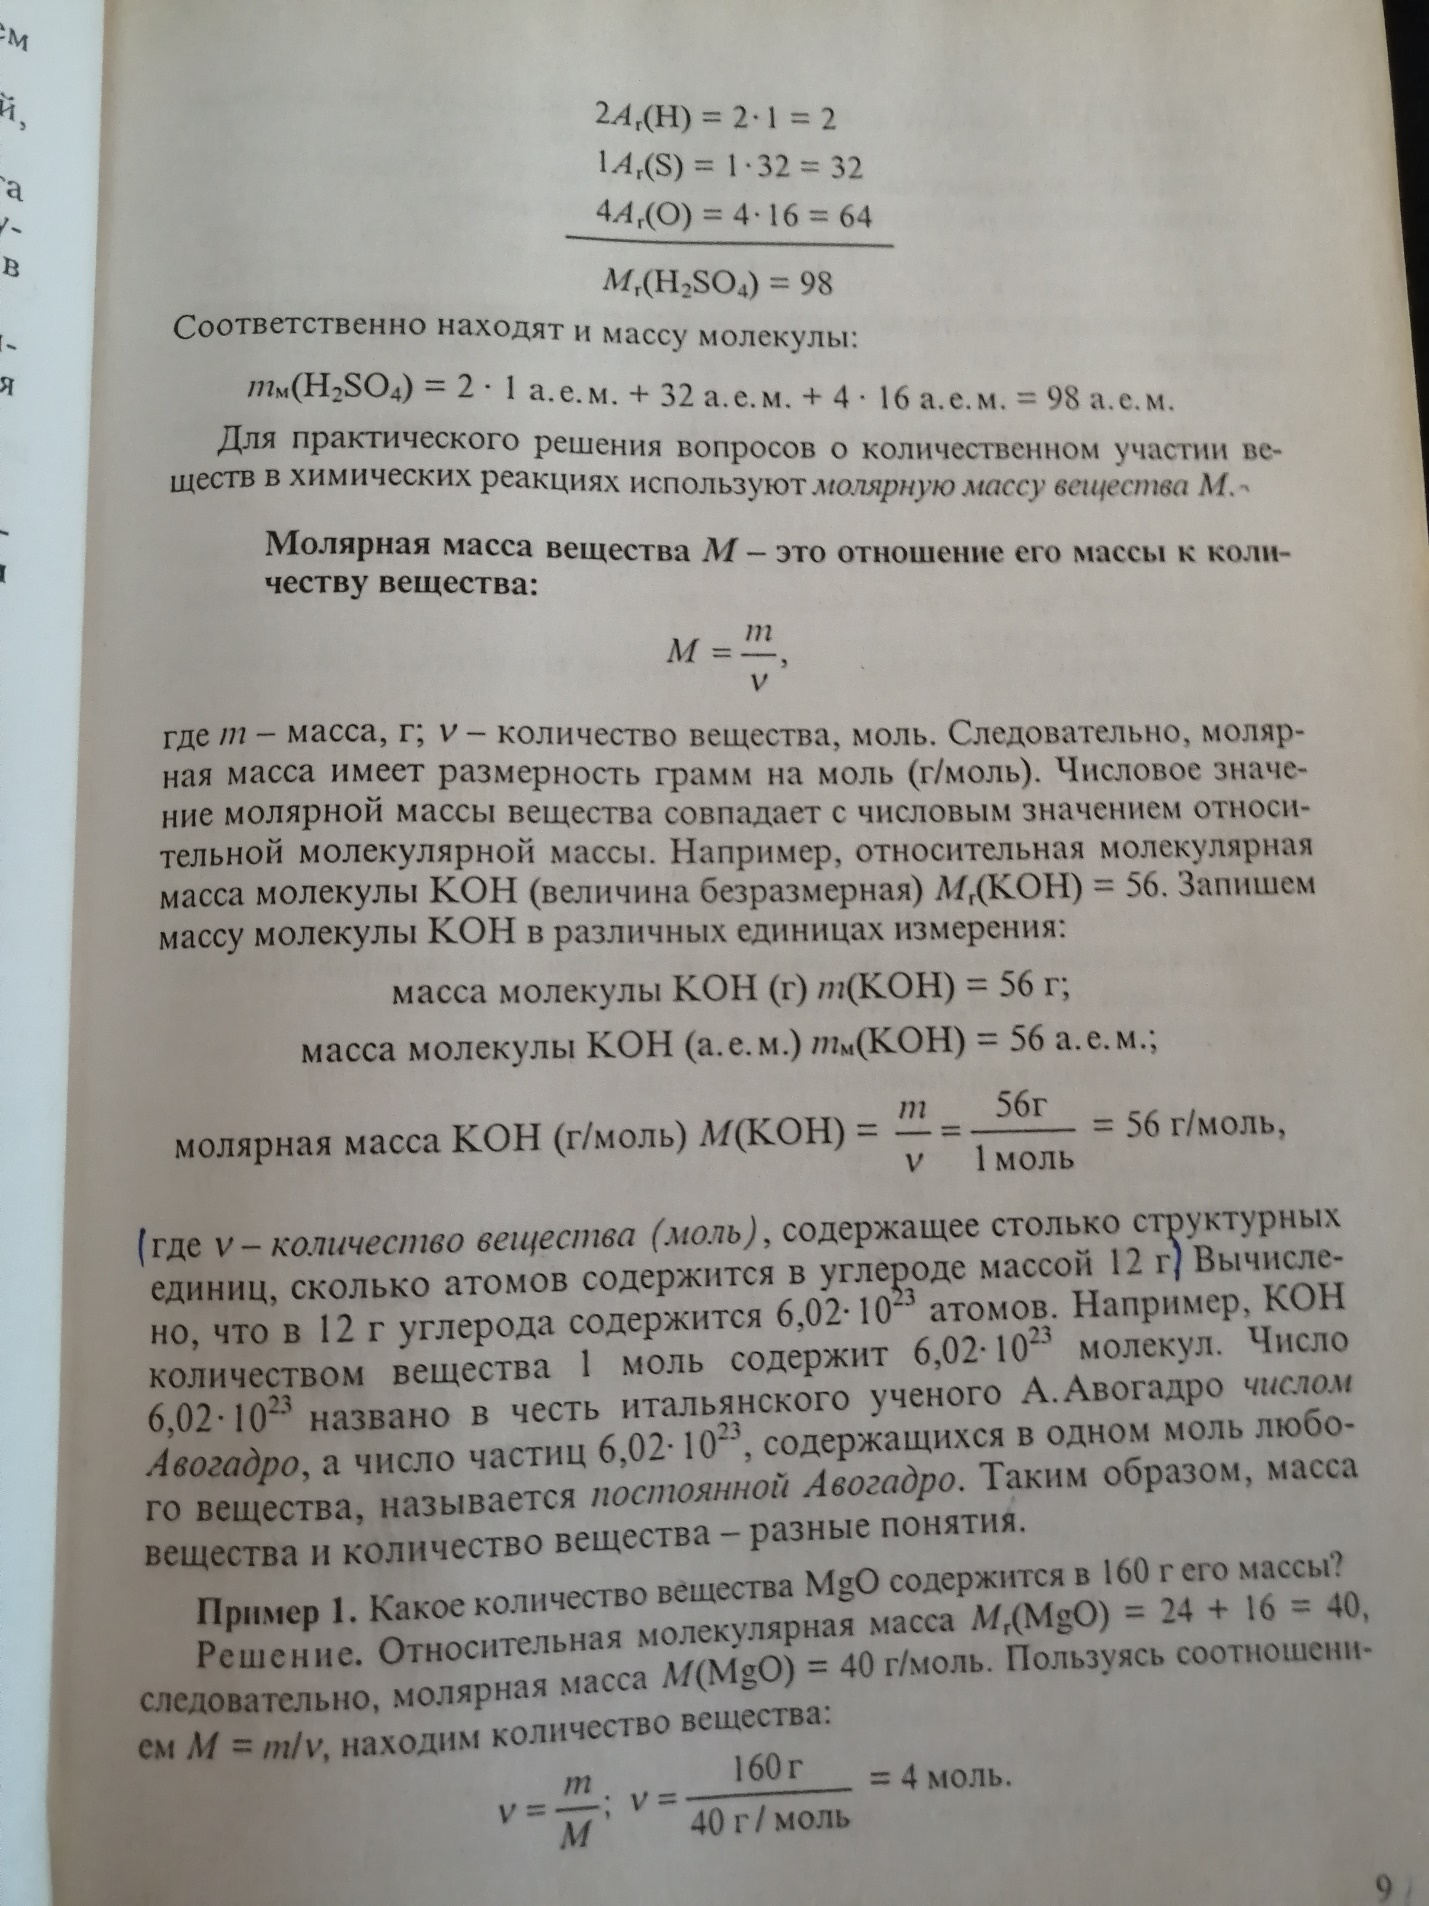 ем
й,
та
у-
в
и-
я
2Aᵣ(H) = 2·1 = 2
1Aᵣ(S) = 1·32 = 32
4Aᵣ(O) = 4·16 = 64
Mᵣ(H₂SO₄) = 98
Соответственно находят и массу молекулы:
mм(H₂SO₄) = 2 · 1 а.е.м. + 32 а.е.м. + 4 · 16 а.е.м. = 98 а.е.м.
Для практического решения вопросов о количественном участии ве-
ществ в химических реакциях используют молярную массу вещества M.
Молярная масса вещества M – это отношение его массы к коли-
честву вещества:
M = m/ν,
где m – масса, г; ν – количество вещества, моль. Следовательно, моляр-
ная масса имеет размерность грамм на моль (г/моль). Числовое значе-
ние молярной массы вещества совпадает с числовым значением относи-
тельной молекулярной массы. Например, относительная молекулярная
масса молекулы KOH (величина безразмерная) Mᵣ(KOH) = 56. Запишем
массу молекулы KOH в различных единицах измерения:
масса молекулы KOH (г) m(KOH) = 56 г;
масса молекулы KOH (а.е.м.) mм(KOH) = 56 а.е.м.;
молярная масса KOH (г/моль) M(KOH) = m/ν = 56г/1 моль = 56 г/моль,
(где ν – количество вещества (моль), содержащее столько структурных
единиц, сколько атомов содержится в углероде массой 12 г) Вычисле-
но, что в 12 г углерода содержится 6,02·10²³ атомов. Например, KOH
количеством вещества 1 моль содержит 6,02·10²³ молекул. Число
6,02·10²³ названо в честь итальянского ученого А.Авогадро числом
Авогадро, а число частиц 6,02·10²³, содержащихся в одном моль любо-
го вещества, называется постоянной Авогадро. Таким образом, масса
вещества и количество вещества – разные понятия.
Пример 1. Какое количество вещества MgO содержится в 160 г его массы?
Решение. Относительная молекулярная масса Mᵣ(MgO) = 24 + 16 = 40,
следовательно, молярная масса M(MgO) = 40 г/моль. Пользуясь соотношени-
ем M = m/ν, находим количество вещества:
ν = m/M; ν = 160 г/40 г/моль = 4 моль.
9